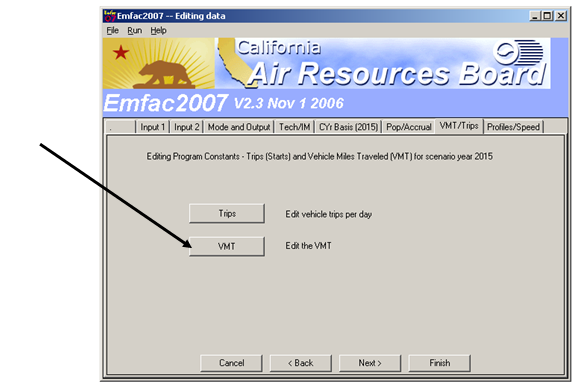 Emfac2007 -- Editing data
File Run Help
California
Air Resources Board
Emfac2007 V2.3 Nov 1 2006
. Input 1 Input 2 Mode and Output Tech/IM CYr Basis (2015) Pop/Accrual VMT/Trips Profiles/Speed
Editing Program Constants - Trips (Starts) and Vehicle Miles Traveled (VMT) for scenario year 2015
Trips Edit vehicle trips per day
VMT Edit the VMT
Cancel < Back Next > Finish